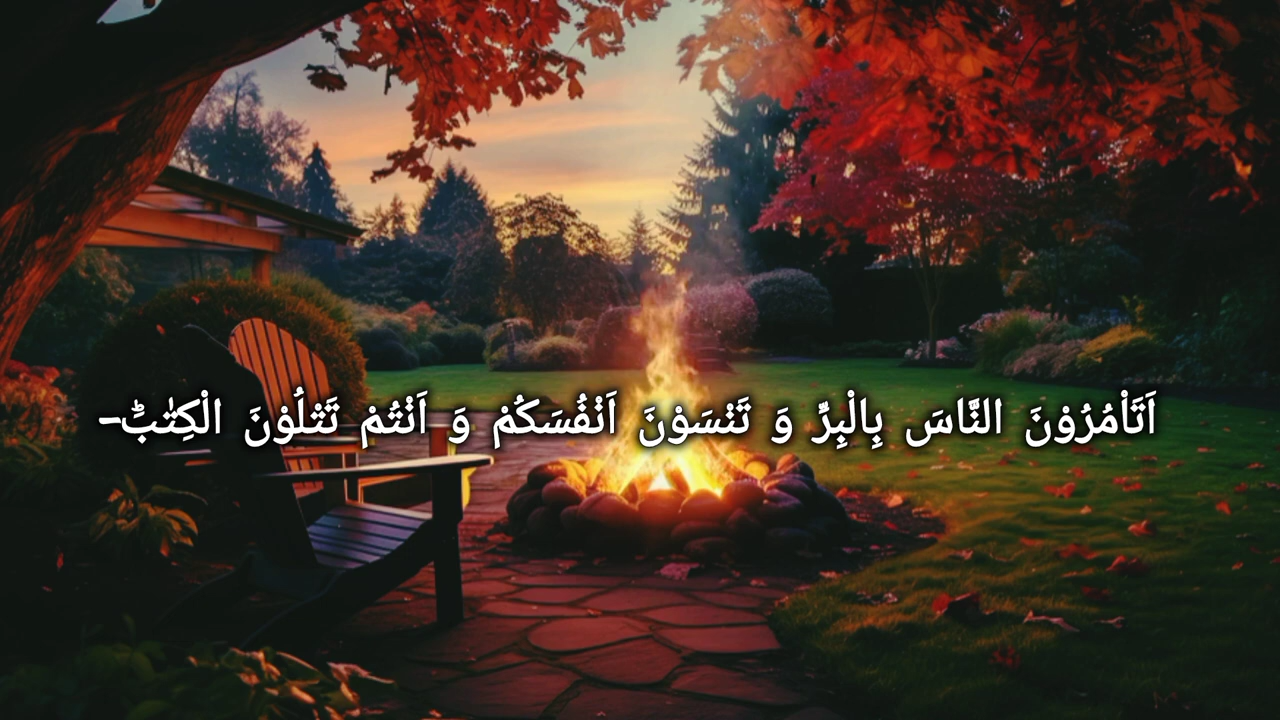 اَتَاْمُرُوْنَ النَّاسَ بِالْبِرِّ وَ تَنْسَوْنَ اَنْفُسَكُمْ وَ اَنْتُمْ تَتْلُوْنَ الْكِتٰبَؕ-